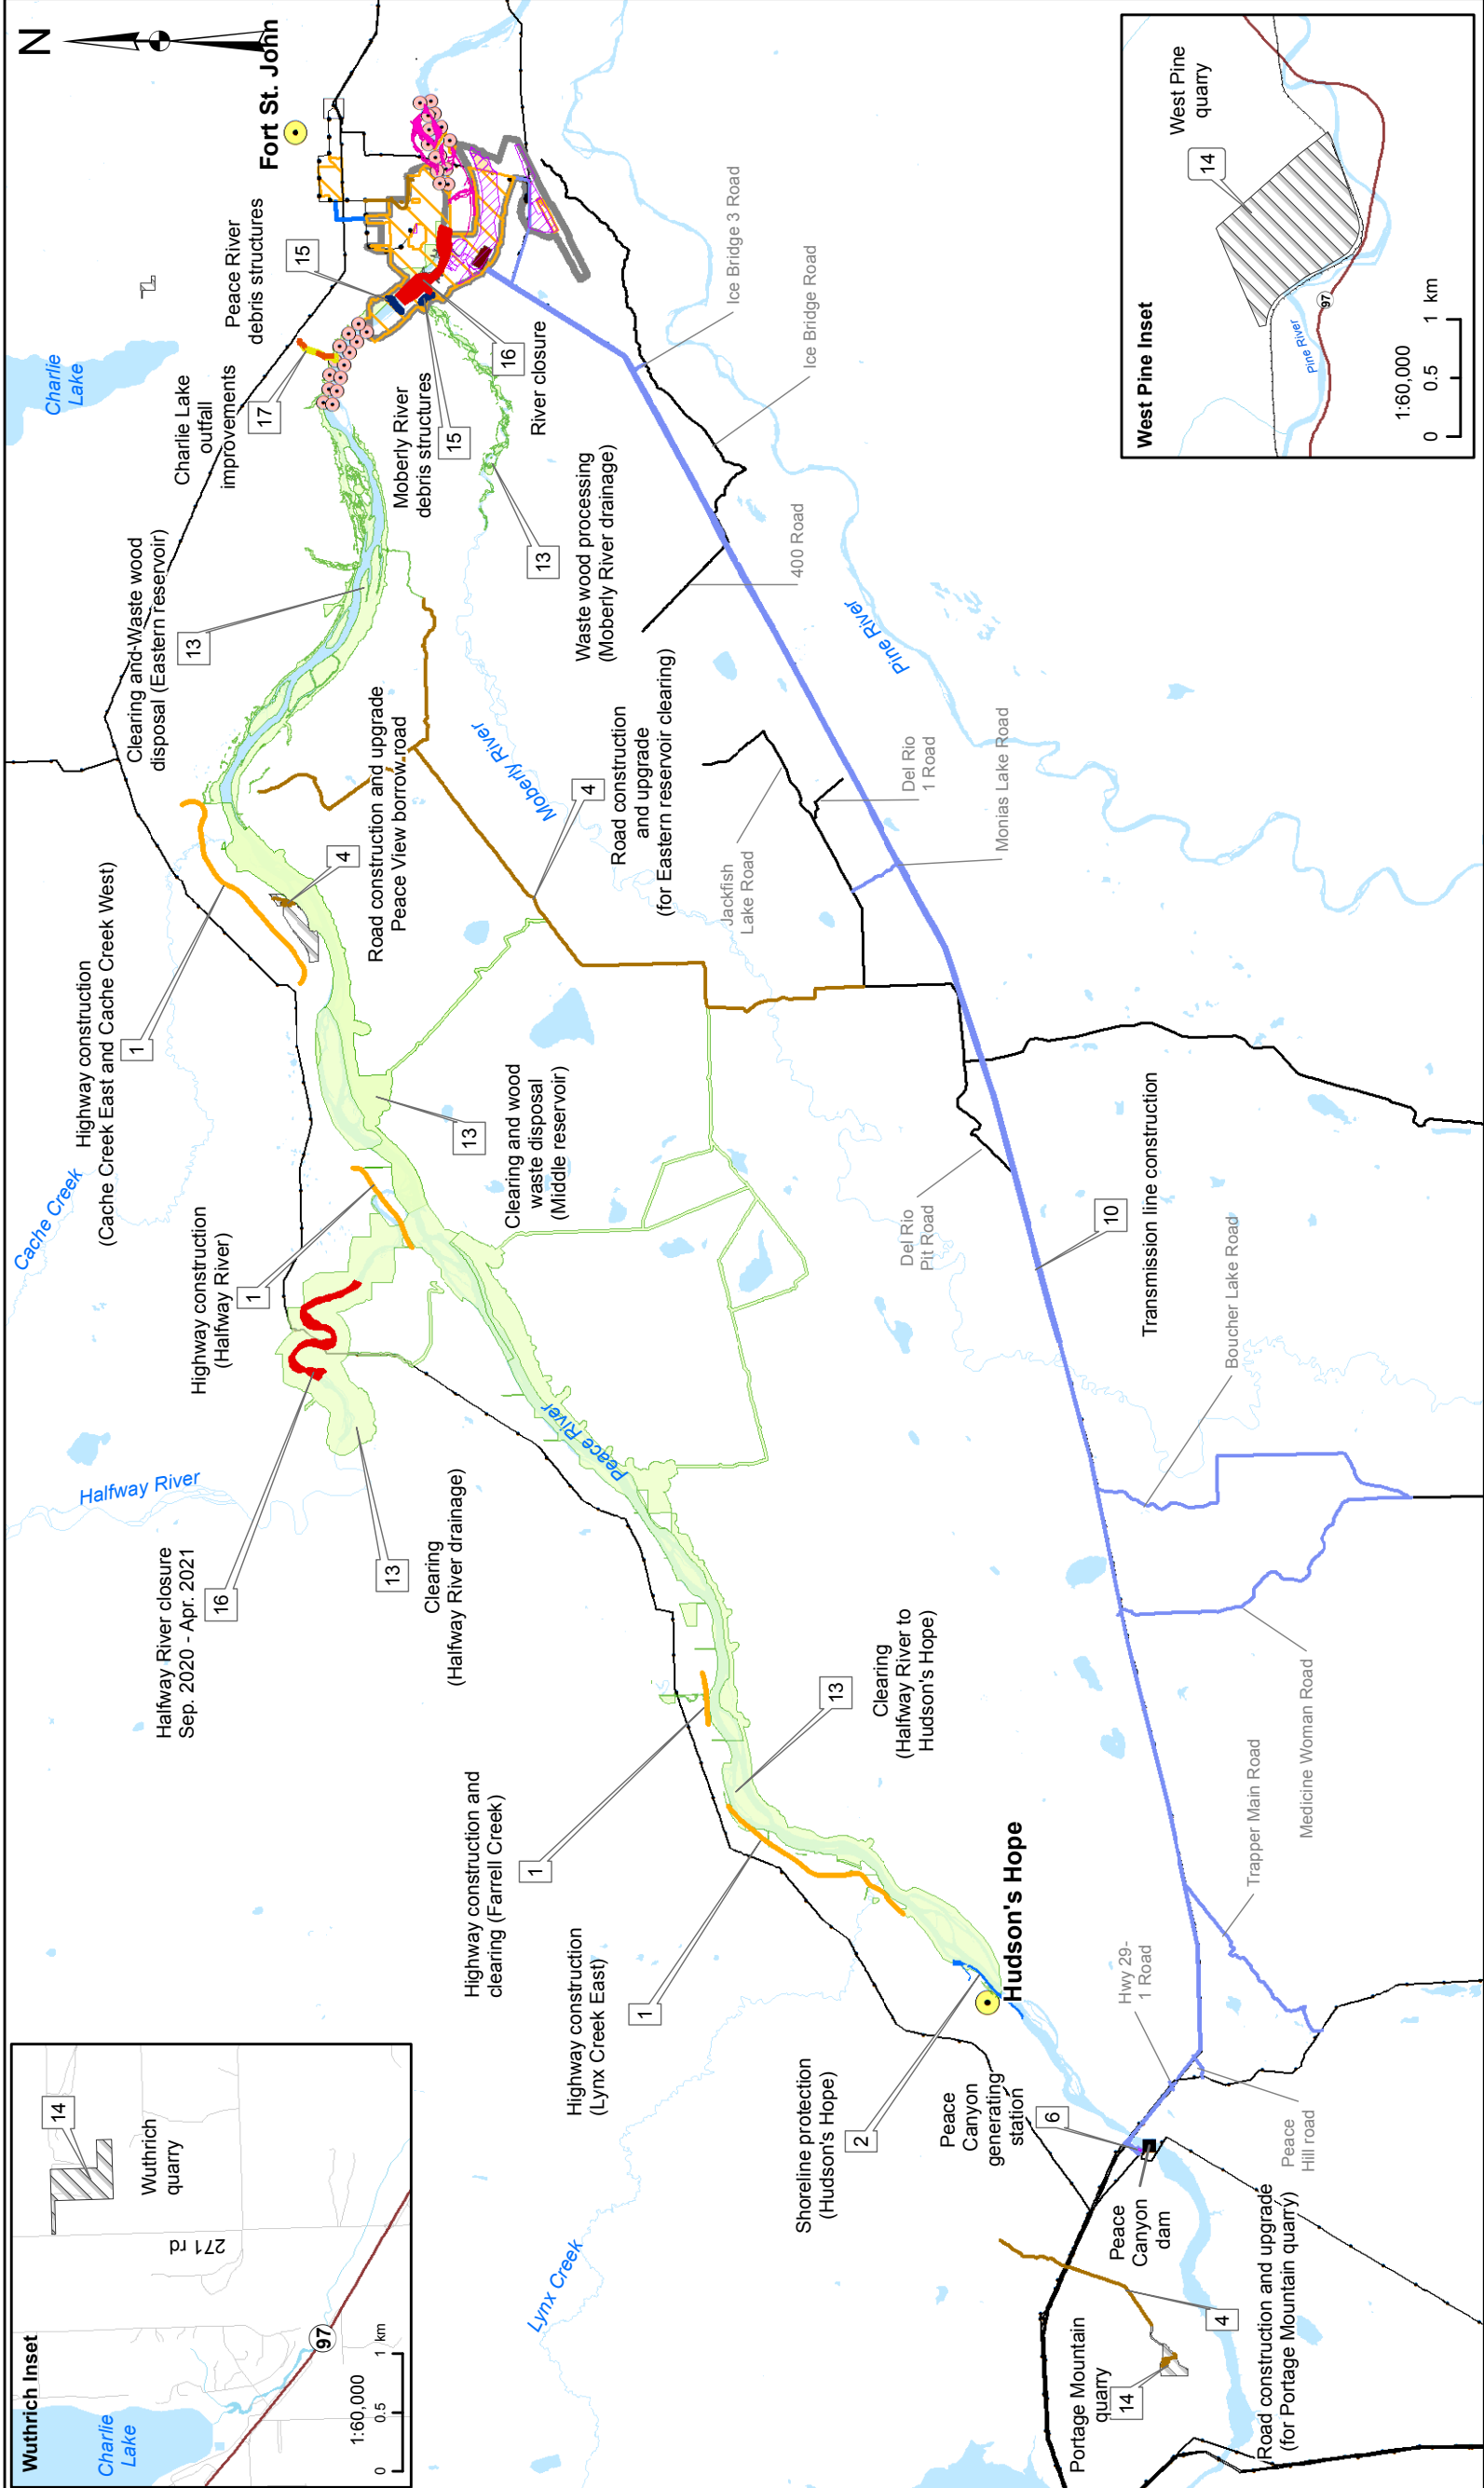 Wuthrich Inset
Charlie
Lake
97
271 rd
14
Wuthrich
quarry
1:60,000
0 0.5 1 km
Halfway River
Halfway River closure
Sep. 2020 - Apr. 2021
16
13
Clearing
(Halfway River drainage)
Highway construction
(Halfway River)
1
Cache Creek
Highway construction
(Cache Creek East and Cache Creek West)
1
Clearing and Waste wood
disposal (Eastern reservoir)
13
Charlie Lake
outfall
improvements
17
Charlie
Lake
Peace River
debris structures
15
Fort St. John
N
4
Road construction and upgrade
Peace View borrow road
Moberly River
debris structures
15
16
River closure
13
Waste wood processing
(Moberly River drainage)
Moberly River
4
Road construction
and upgrade
(for Eastern reservoir clearing)
13
Clearing and wood
waste disposal
(Middle reservoir)
Peace River
Highway construction and
clearing (Farrell Creek)
1
Highway construction
(Lynx Creek East)
1
13
Clearing
(Halfway River to
Hudson's Hope)
Lynx Creek
Shoreline protection
(Hudson's Hope)
2
Hudson's Hope
Peace
Canyon
generating
station
6
Peace
Canyon
dam
Portage Mountain
quarry
14
4
Road construction and upgrade
(for Portage Mountain quarry)
Peace
Hill road
Hwy 29-
1 Road
Trapper Main Road
Medicine Woman Road
Boucher Lake Road
10
Transmission line construction
Del Rio
Pit Road
Jackfish
Lake Road
Del Rio
1 Road
Monias Lake Road
Pine River
400 Road
Ice Bridge Road
Ice Bridge 3 Road
West Pine Inset
Pine River
97
14
West Pine
quarry
1:60,000
0 0.5 1 km